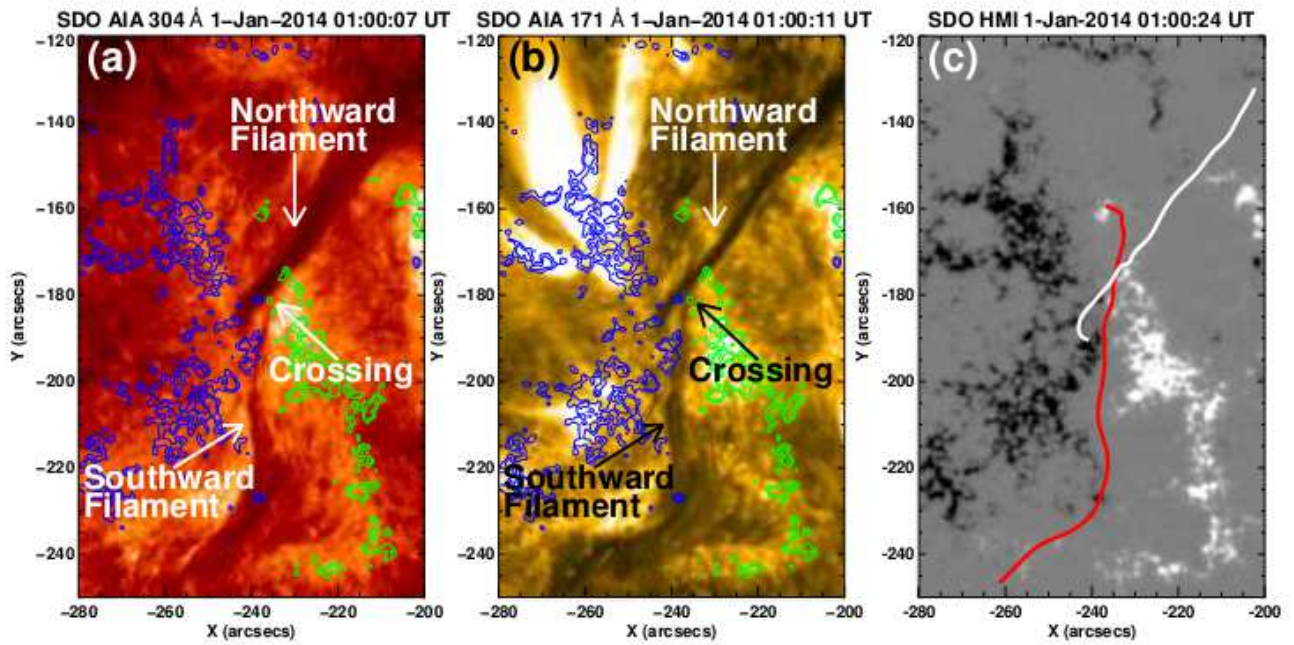 SDO AIA 304 Å 1-Jan-2014 01:00:07 UT
(a)
Northward
Filament
Crossing
Southward
Filament
-120
-140
-160
-180
-200
-220
-240
Y (arcsecs)
-280 -260 -240 -220 -200
X (arcsecs)
SDO AIA 171 Å 1-Jan-2014 01:00:11 UT
(b)
Northward
Filament
Crossing
Southward
Filament
-120
-140
-160
-180
-200
-220
-240
Y (arcsecs)
-280 -260 -240 -220 -200
X (arcsecs)
SDO HMI 1-Jan-2014 01:00:24 UT
(c)
-120
-140
-160
-180
-200
-220
-240
Y (arcsecs)
-280 -260 -240 -220 -200
X (arcsecs)